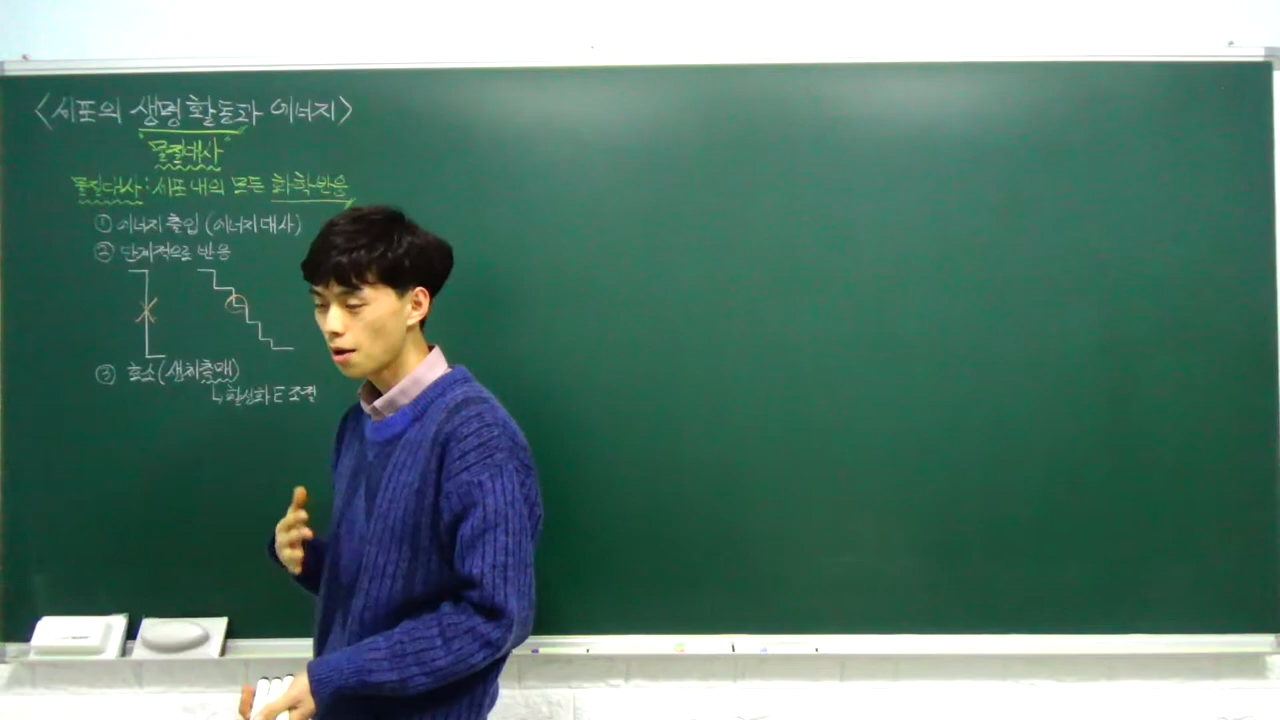 <세포의 생명 활동과 에너지>
"물질대사"
물질대사 : 세포 내의 모든 화학반응
① 에너지 출입 (에너지 대사)
② 단계적으로 반응
③ 효소 (생체촉매)
↳ 활성화 E 조절